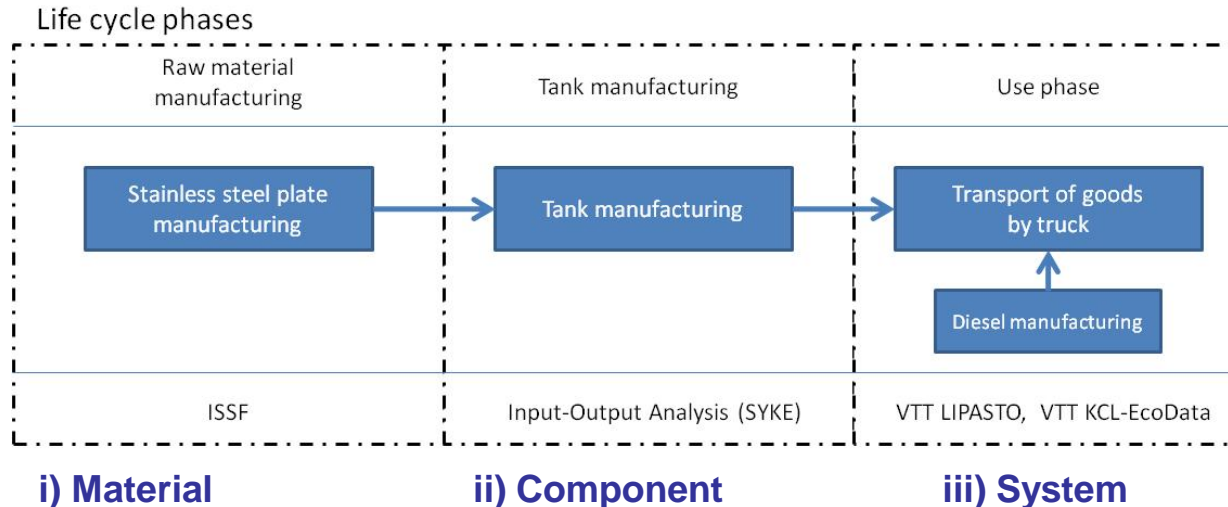 Life cycle phases
Raw material
manufacturing
Tank manufacturing
Use phase
Stainless steel plate
manufacturing
Tank manufacturing
Transport of goods
by truck
Diesel manufacturing
ISSF
Input-Output Analysis (SYKE)
VTT LIPASTO, VTT KCL-EcoData
i) Material
ii) Component
iii) System